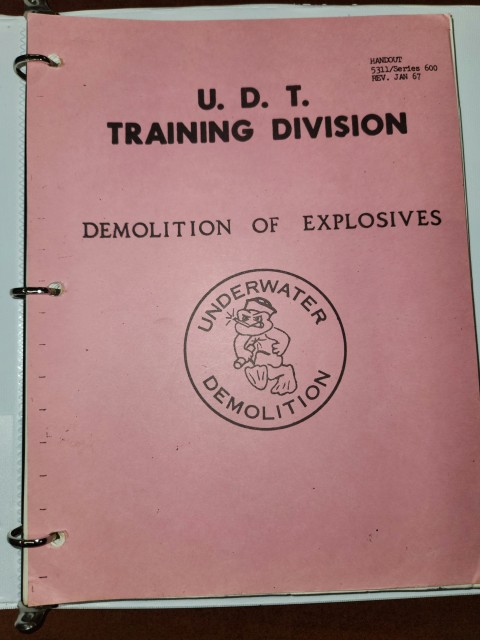 HANDOUT
5311/Series 600
REV. JAN 67
U. D. T.
TRAINING DIVISION
DEMOLITION OF EXPLOSIVES
UNDERWATER
DEMOLITION